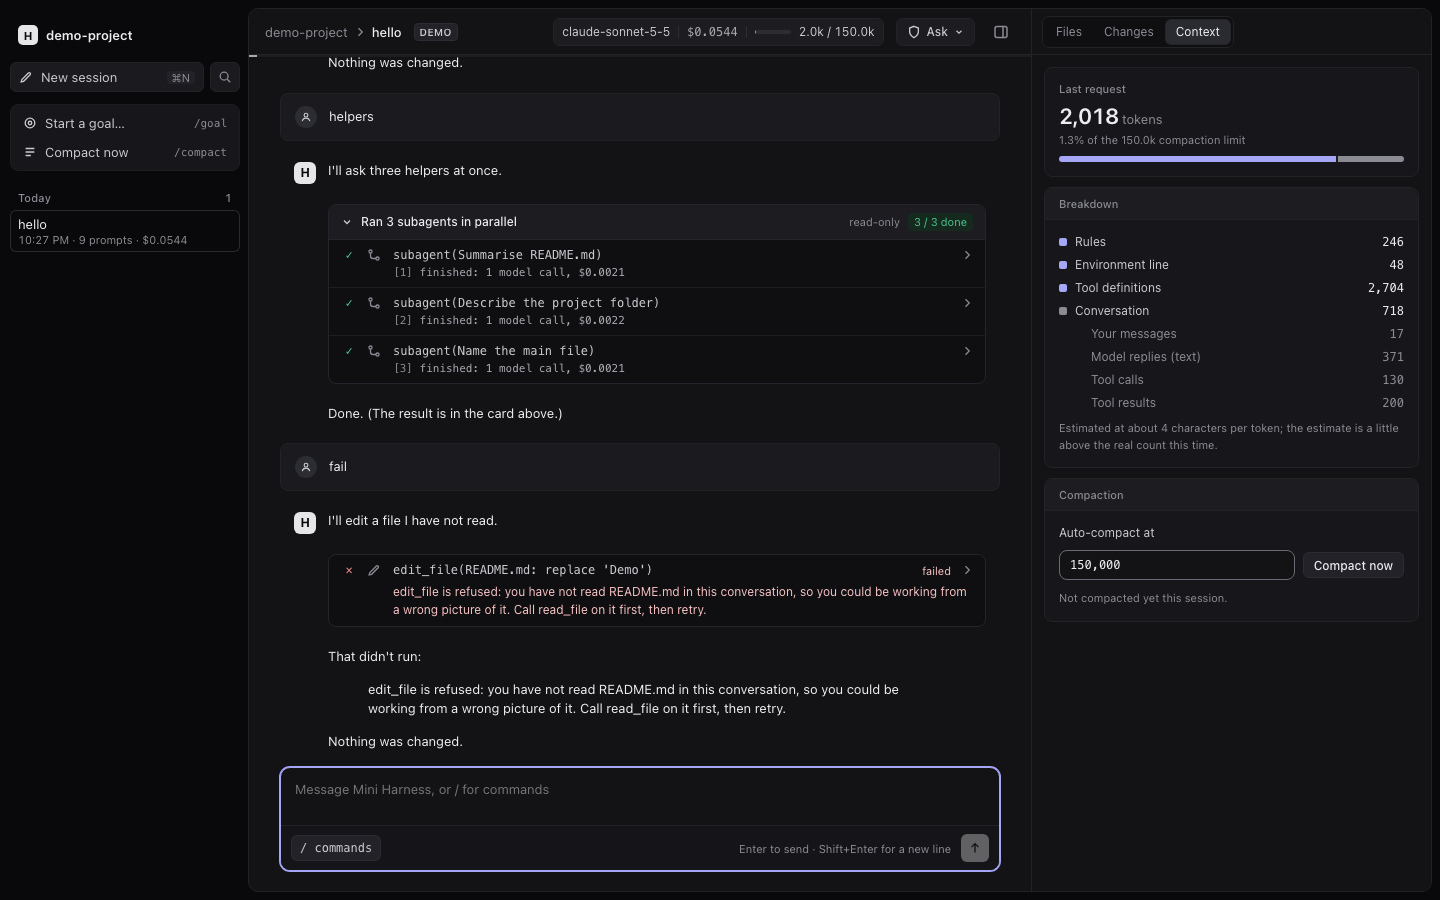 H demo-project
New session ⌘N
Start a goal... /goal
Compact now /compact
Today 1
hello
10:27 PM · 9 prompts · $0.0544
demo-project > hello DEMO
claude-sonnet-5-5 $0.0544 2.0k / 150.0k
Ask
Nothing was changed.
helpers
H I'll ask three helpers at once.
Ran 3 subagents in parallel read-only 3 / 3 done
✓ subagent(Summarise README.md)
[1] finished: 1 model call, $0.0021
✓ subagent(Describe the project folder)
[2] finished: 1 model call, $0.0022
✓ subagent(Name the main file)
[3] finished: 1 model call, $0.0021
Done. (The result is in the card above.)
fail
H I'll edit a file I have not read.
× edit_file(README.md: replace 'Demo') failed
edit_file is refused: you have not read README.md in this conversation, so you could be working from
a wrong picture of it. Call read_file on it first, then retry.
That didn't run:
edit_file is refused: you have not read README.md in this conversation, so you could be
working from a wrong picture of it. Call read_file on it first, then retry.
Nothing was changed.
Message Mini Harness, or / for commands
/ commands
Enter to send · Shift+Enter for a new line
Files Changes Context
Last request
2,018 tokens
1.3% of the 150.0k compaction limit
Breakdown
Rules 246
Environment line 48
Tool definitions 2,704
Conversation 718
Your messages 17
Model replies (text) 371
Tool calls 130
Tool results 200
Estimated at about 4 characters per token; the estimate is a little
above the real count this time.
Compaction
Auto-compact at
150,000 Compact now
Not compacted yet this session.